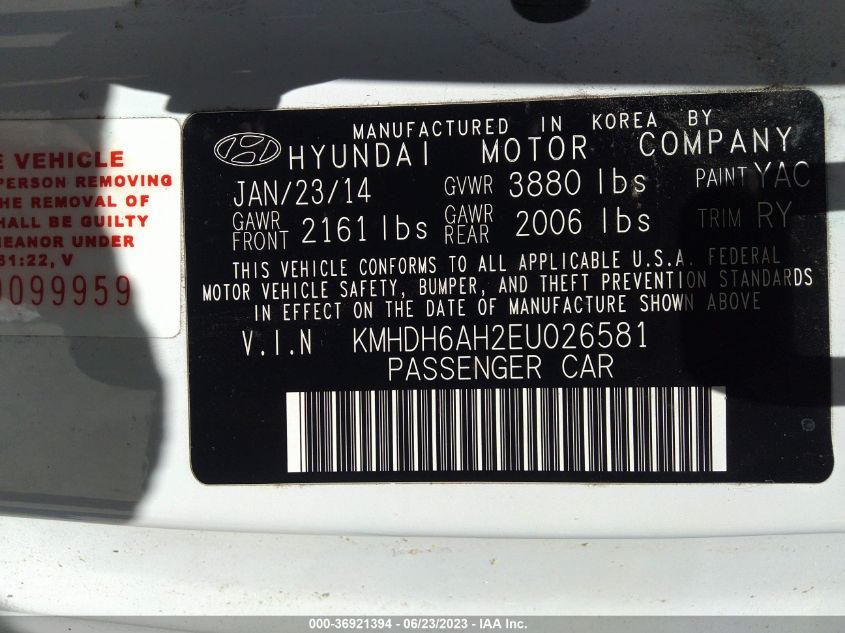 E VEHICLE
PERSON REMOVING
HE REMOVAL OF
HALL BE GUILTY
MEANOR UNDER
31:22, V
0099959
MANUFACTURED IN KOREA BY
HYUNDAI MOTOR COMPANY
JAN/23/14 GVWR 3880 lbs PAINT YAC
GAWR FRONT 2161 lbs GAWR REAR 2006 lbs TRIM RY
THIS VEHICLE CONFORMS TO ALL APPLICABLE U.S.A. FEDERAL
MOTOR VEHICLE SAFETY, BUMPER, AND THEFT PREVENTION STANDARDS
IN EFFECT ON THE DATE OF MANUFACTURE SHOWN ABOVE
V.I.N KMHDH6AH2EU026581
PASSENGER CAR
000-36921394 - 06/23/2023 - IAA Inc.